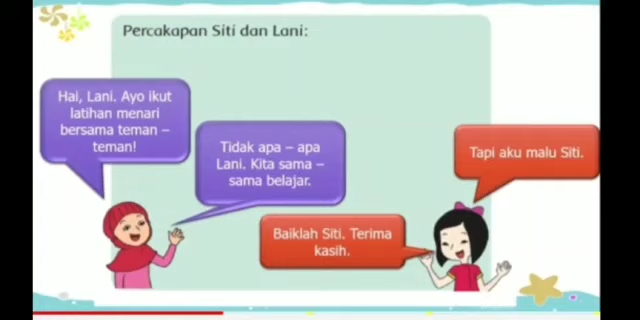 Percakapan Siti dan Lani:
Hai, Lani. Ayo ikut
latihan menari
bersama teman –
teman!
Tapi aku malu Siti.
Tidak apa – apa
Lani. Kita sama –
sama belajar.
Baiklah Siti. Terima
kasih.